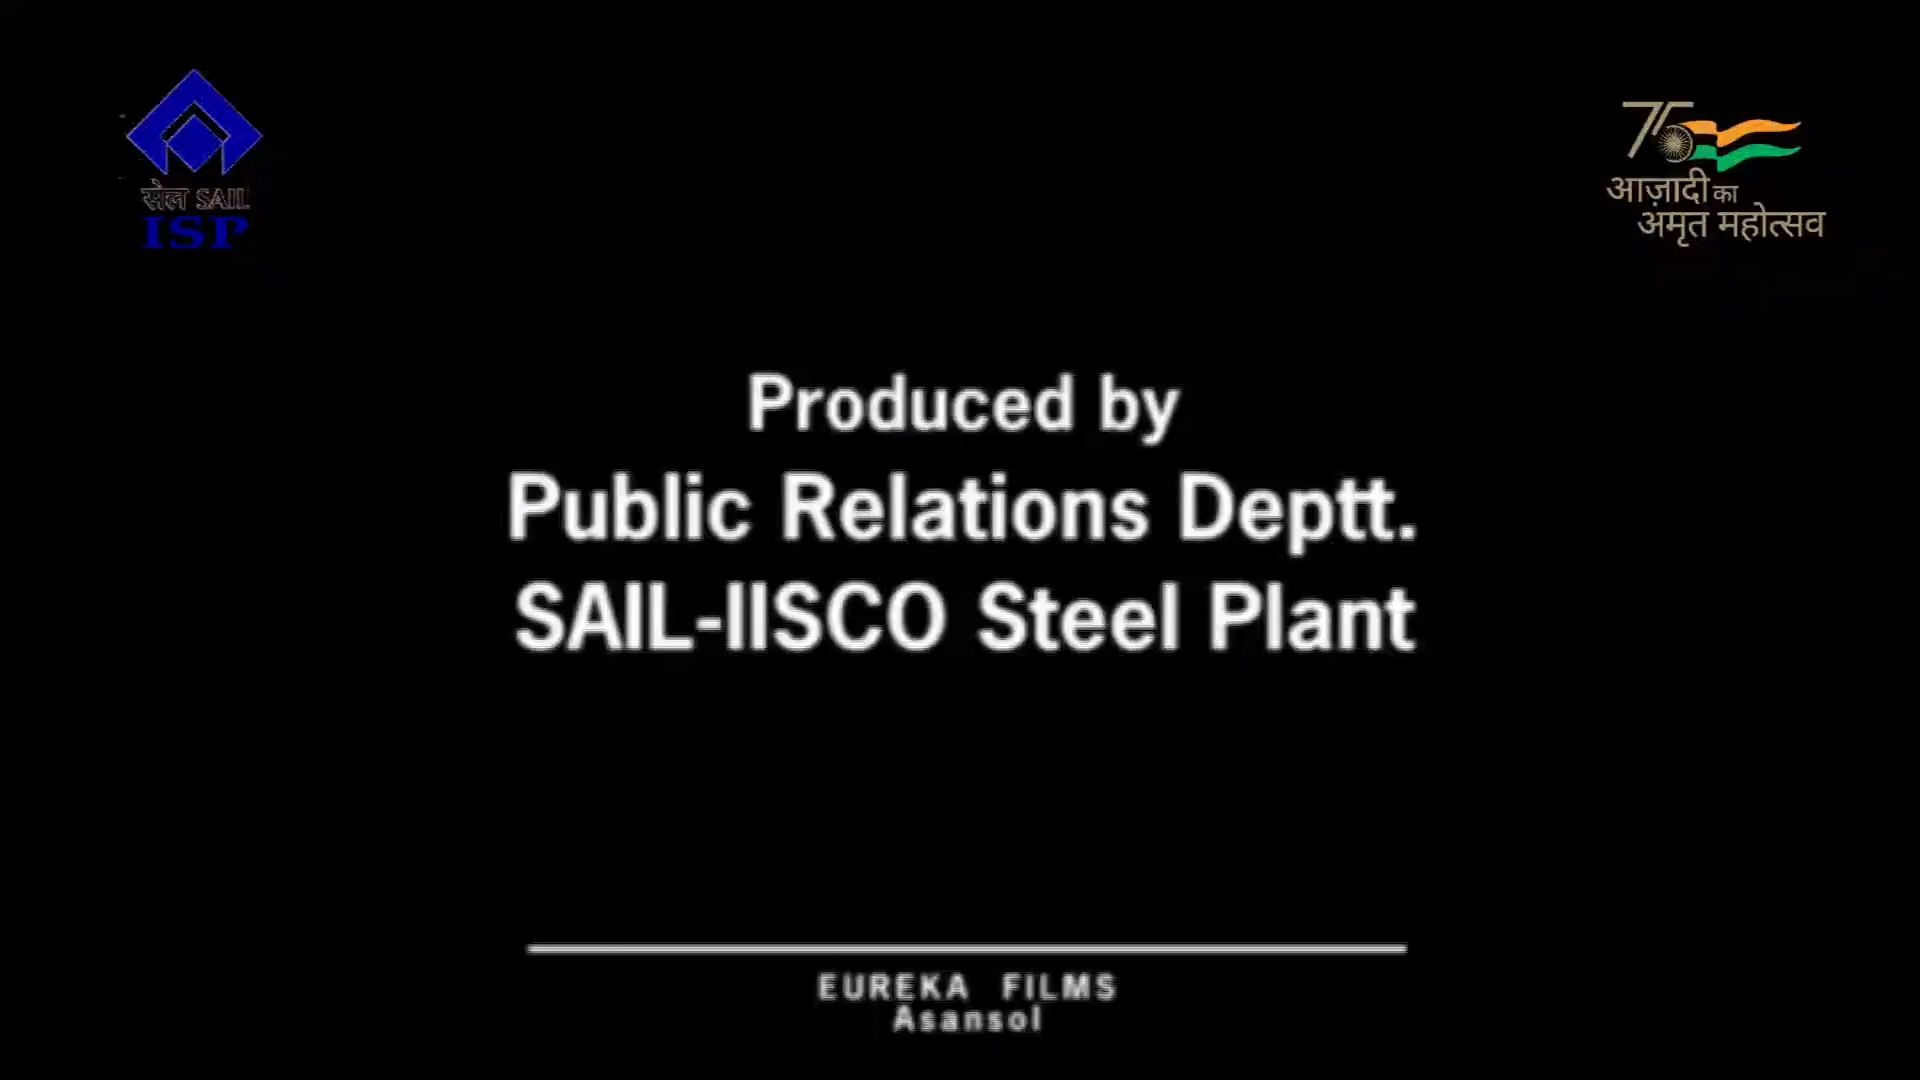 सेल SAIL
ISP
75
आज़ादी का
अमृत महोत्सव
Produced by
Public Relations Deptt.
SAIL-IISCO Steel Plant
EUREKA FILMS
Asansol